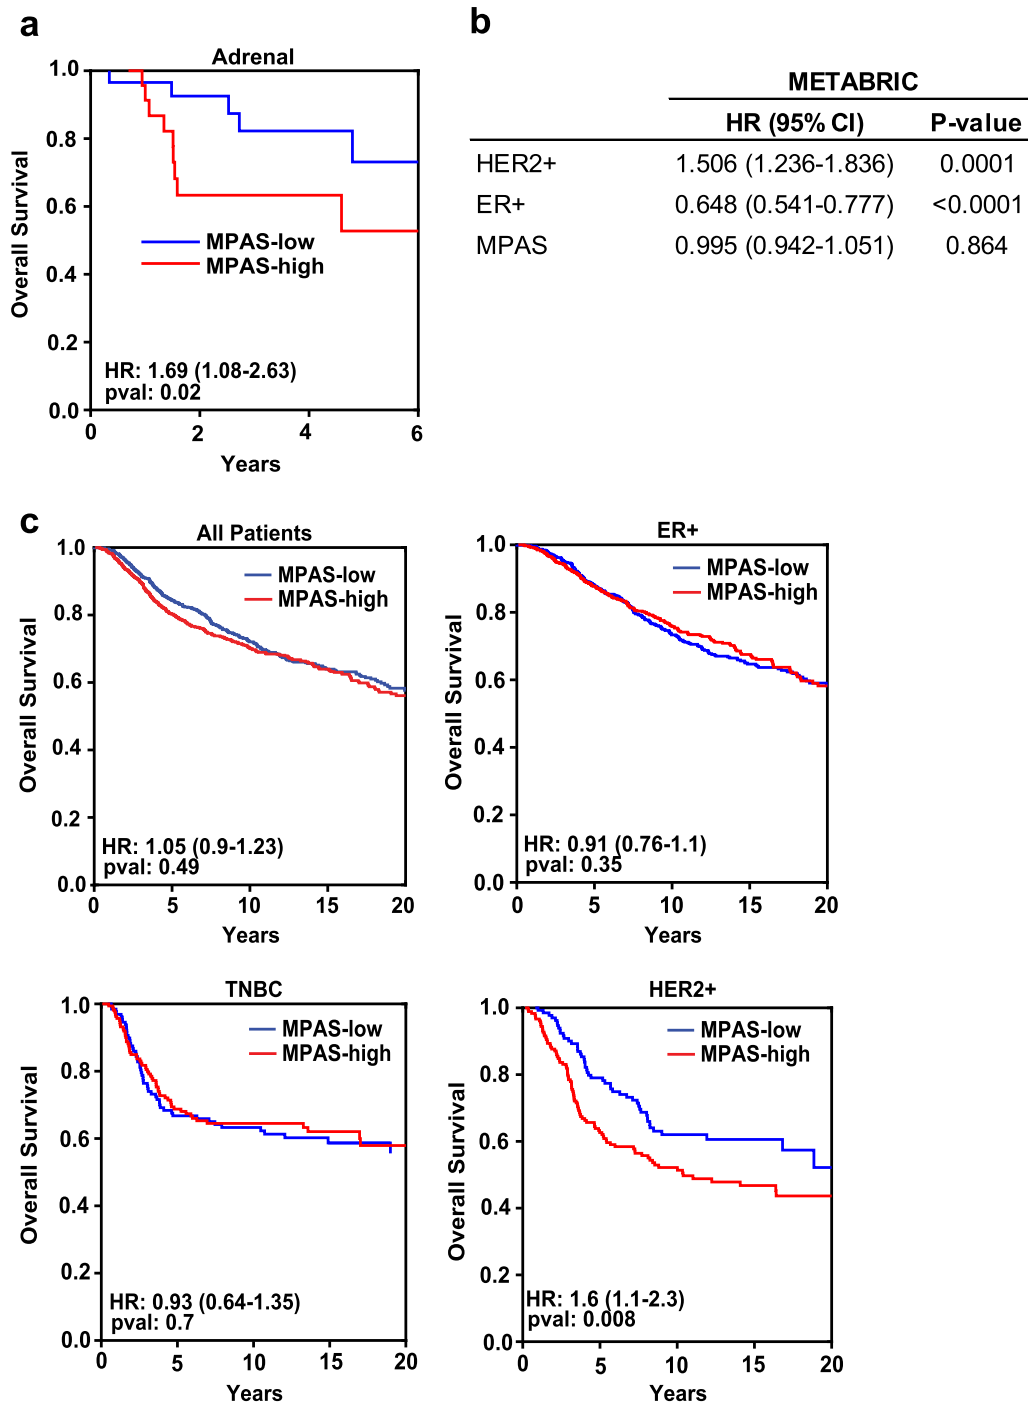 a
Adrenal
1.0
0.8
0.6
0.4
0.2
0.0
Overall Survival
MPAS-low
MPAS-high
HR: 1.69 (1.08-2.63)
pval: 0.02
0 2 4 6
Years
b
METABRIC
HR (95% CI) P-value
HER2+ 1.506 (1.236-1.836) 0.0001
ER+ 0.648 (0.541-0.777) <0.0001
MPAS 0.995 (0.942-1.051) 0.864
c
All Patients
1.0
0.8
0.6
0.4
0.2
0.0
Overall Survival
MPAS-low
MPAS-high
HR: 1.05 (0.9-1.23)
pval: 0.49
0 5 10 15 20
Years
ER+
1.0
0.8
0.6
0.4
0.2
0.0
Overall Survival
MPAS-low
MPAS-high
HR: 0.91 (0.76-1.1)
pval: 0.35
0 5 10 15 20
Years
TNBC
1.0
0.8
0.6
0.4
0.2
0.0
Overall Survival
MPAS-low
MPAS-high
HR: 0.93 (0.64-1.35)
pval: 0.7
0 5 10 15 20
Years
HER2+
1.0
0.8
0.6
0.4
0.2
0.0
Overall Survival
MPAS-low
MPAS-high
HR: 1.6 (1.1-2.3)
pval: 0.008
0 5 10 15 20
Years